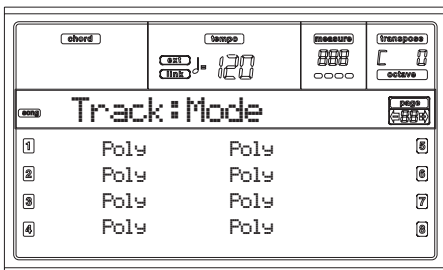 chord tempo measure transpose
ext link ♩= 120 888 C 0
octave
song Track:Mode page 88
1 Poly Poly 5
2 Poly Poly 6
3 Poly Poly 7
4 Poly Poly 8